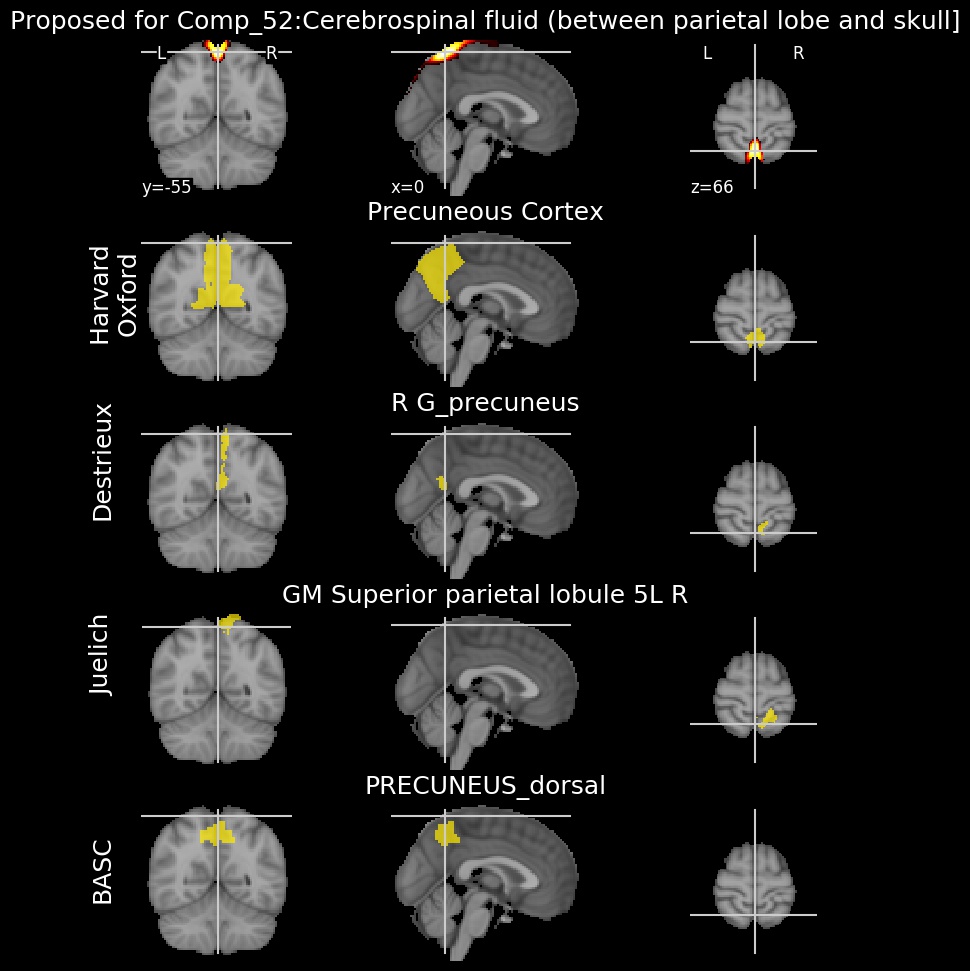 Proposed for Comp_52:Cerebrospinal fluid (between parietal lobe and skull]
L R L R
y=-55 x=0 z=66
Precuneous Cortex
Harvard
Oxford
R G_precuneus
Destrieux
GM Superior parietal lobule 5L R
Juelich
PRECUNEUS_dorsal
BASC